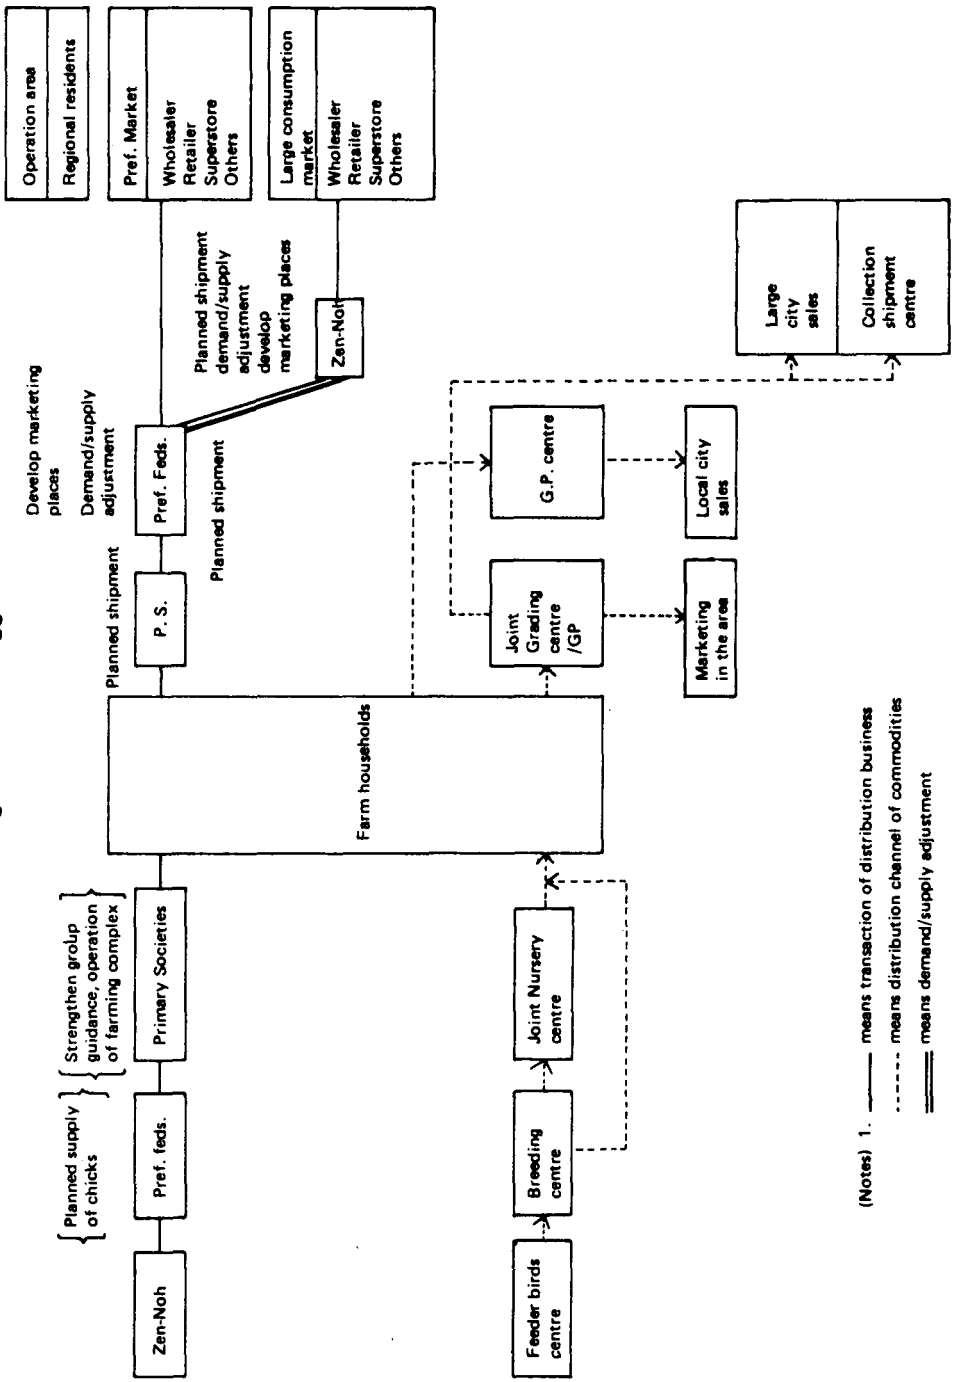 Operation area
Regional residents
Pref. Market
Wholesaler
Retailer
Superstore
Others
Large consumption
market
Wholesaler
Retailer
Superstore
Others
Develop marketing
places
Demand/supply
adjustment
Planned shipment
demand/supply
adjustment
develop
marketing places
Zen-Noh
Pref. Feds.
Planned shipment
Planned shipment
P. S.
Farm households
Strengthen group
guidance, operation
of farming complex
Primary Societies
Planned supply
of chicks
Pref. feds.
Zen-Noh
Feeder birds
centre
Breeding
centre
Joint Nursery
centre
Joint
Grading
centre
/GP
G.P. centre
Marketing
in the area
Local city
sales
Large
city
sales
Collection
shipment
centre
(Notes) 1. means transaction of distribution business
means distribution channel of commodities
means demand/supply adjustment